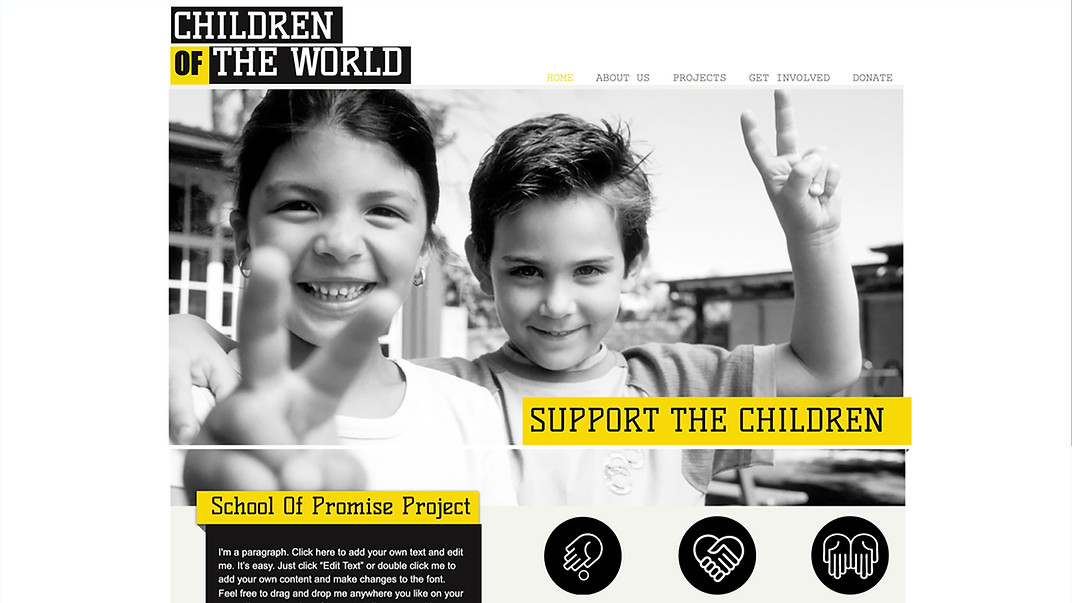 CHILDREN
OF THE WORLD
HOME ABOUT US PROJECTS GET INVOLVED DONATE
SUPPORT THE CHILDREN
School Of Promise Project
I'm a paragraph. Click here to add your own text and edit
me. It's easy. Just click "Edit Text" or double click me to
add your own content and make changes to the font.
Feel free to drag and drop me anywhere you like on your